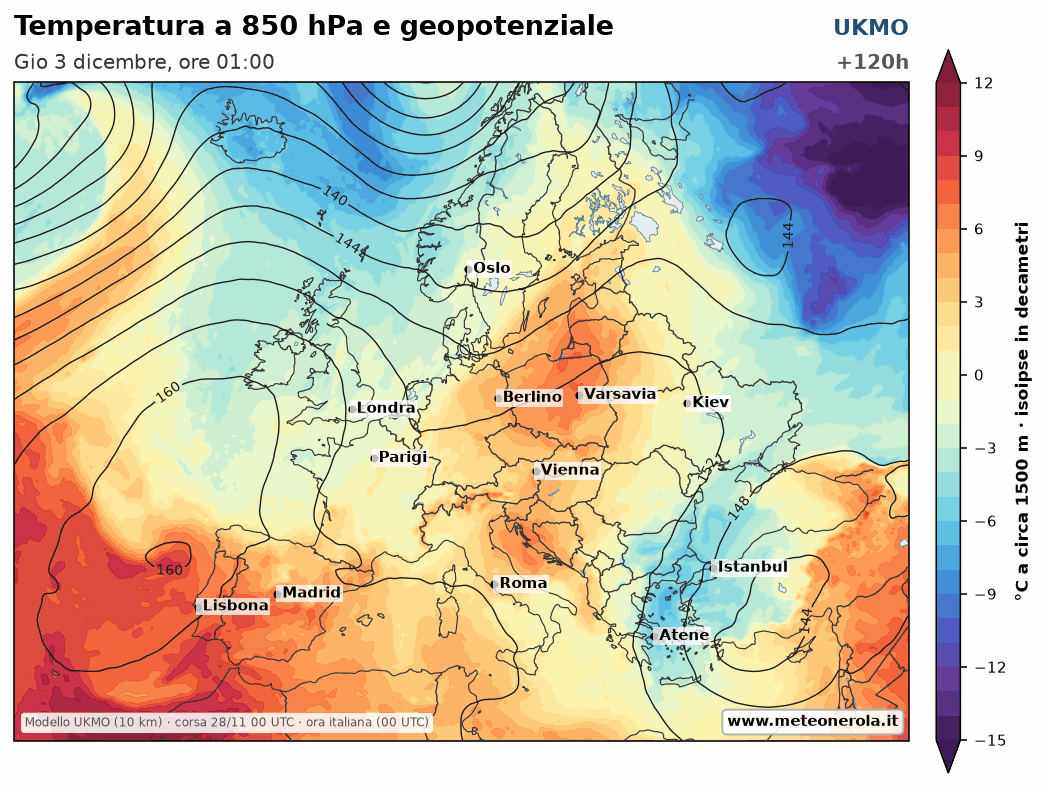 Temperatura a 850 hPa e geopotenziale
UKMO
Gio 3 dicembre, ore 01:00
+120h
140
144
144
160
160
148
144
Oslo
Berlino
Varsavia
Kiev
Londra
Parigi
Vienna
Istanbul
Roma
Madrid
Lisbona
Atene
Modello UKMO (10 km) · corsa 28/11 00 UTC · ora italiana (00 UTC)
www.meteonerola.it
12
9
6
3
0
−3
−6
−9
−12
−15
°C a circa 1500 m · isoipse in decametri